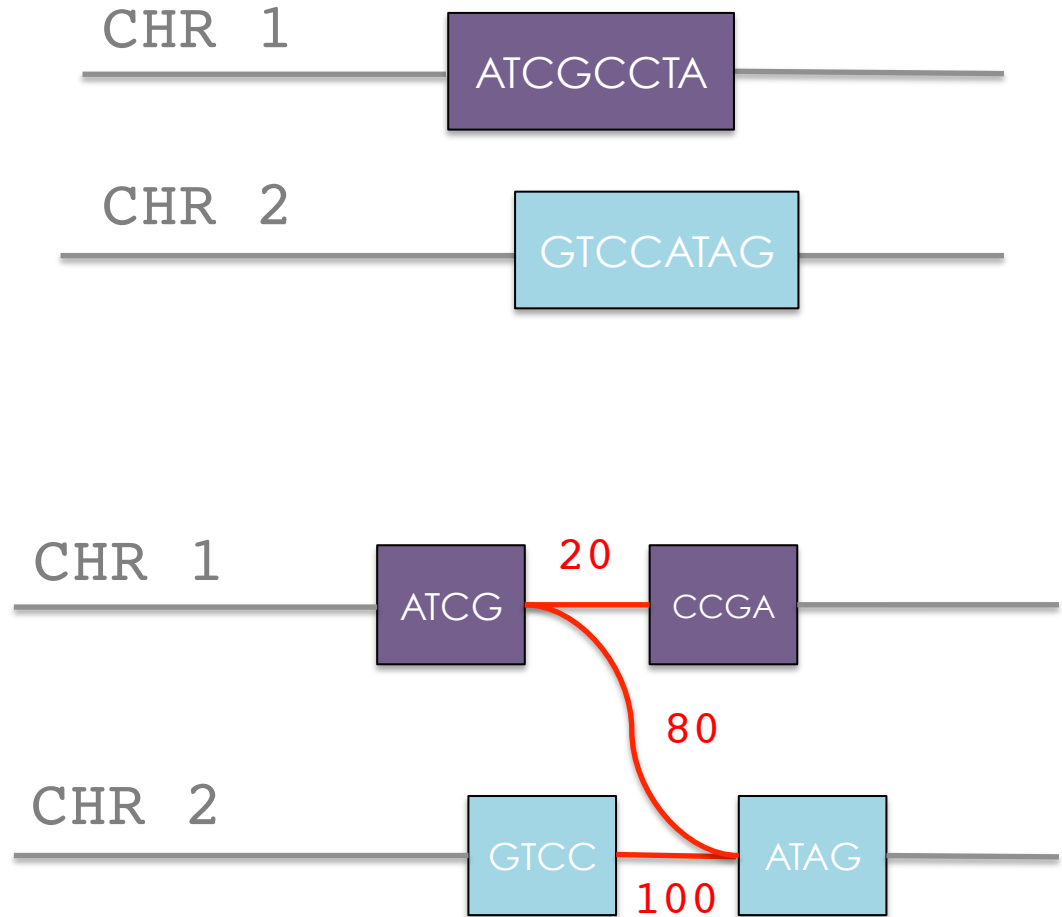 CHR 1
ATCGCCTA
CHR 2
GTCCATAG
CHR 1
20
ATCG
CCGA
80
CHR 2
GTCC
ATAG
100